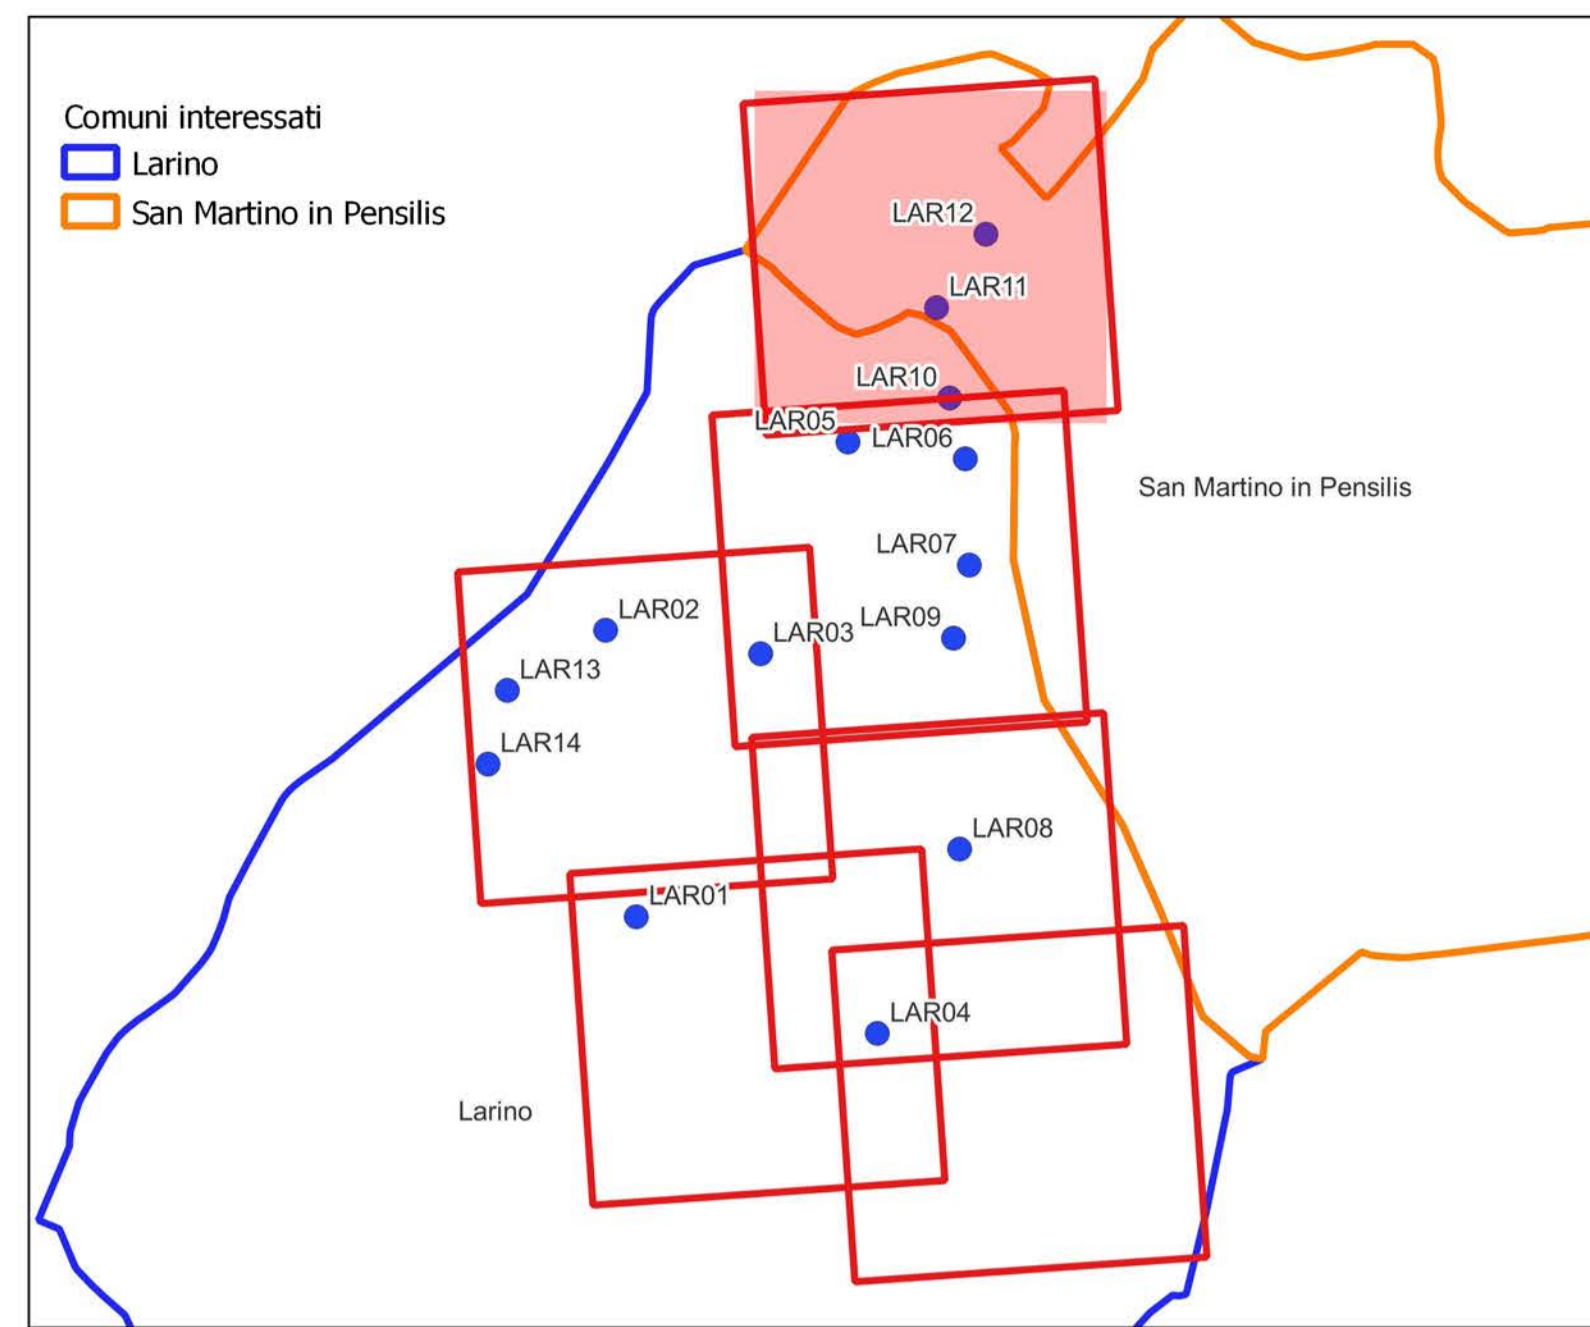 Comuni interessati
Larino
San Martino in Pensilis
LAR12
LAR11
LAR10
LAR05
LAR06
San Martino in Pensilis
LAR07
LAR02
LAR03
LAR09
LAR13
LAR14
LAR08
LAR01
LAR04
Larino